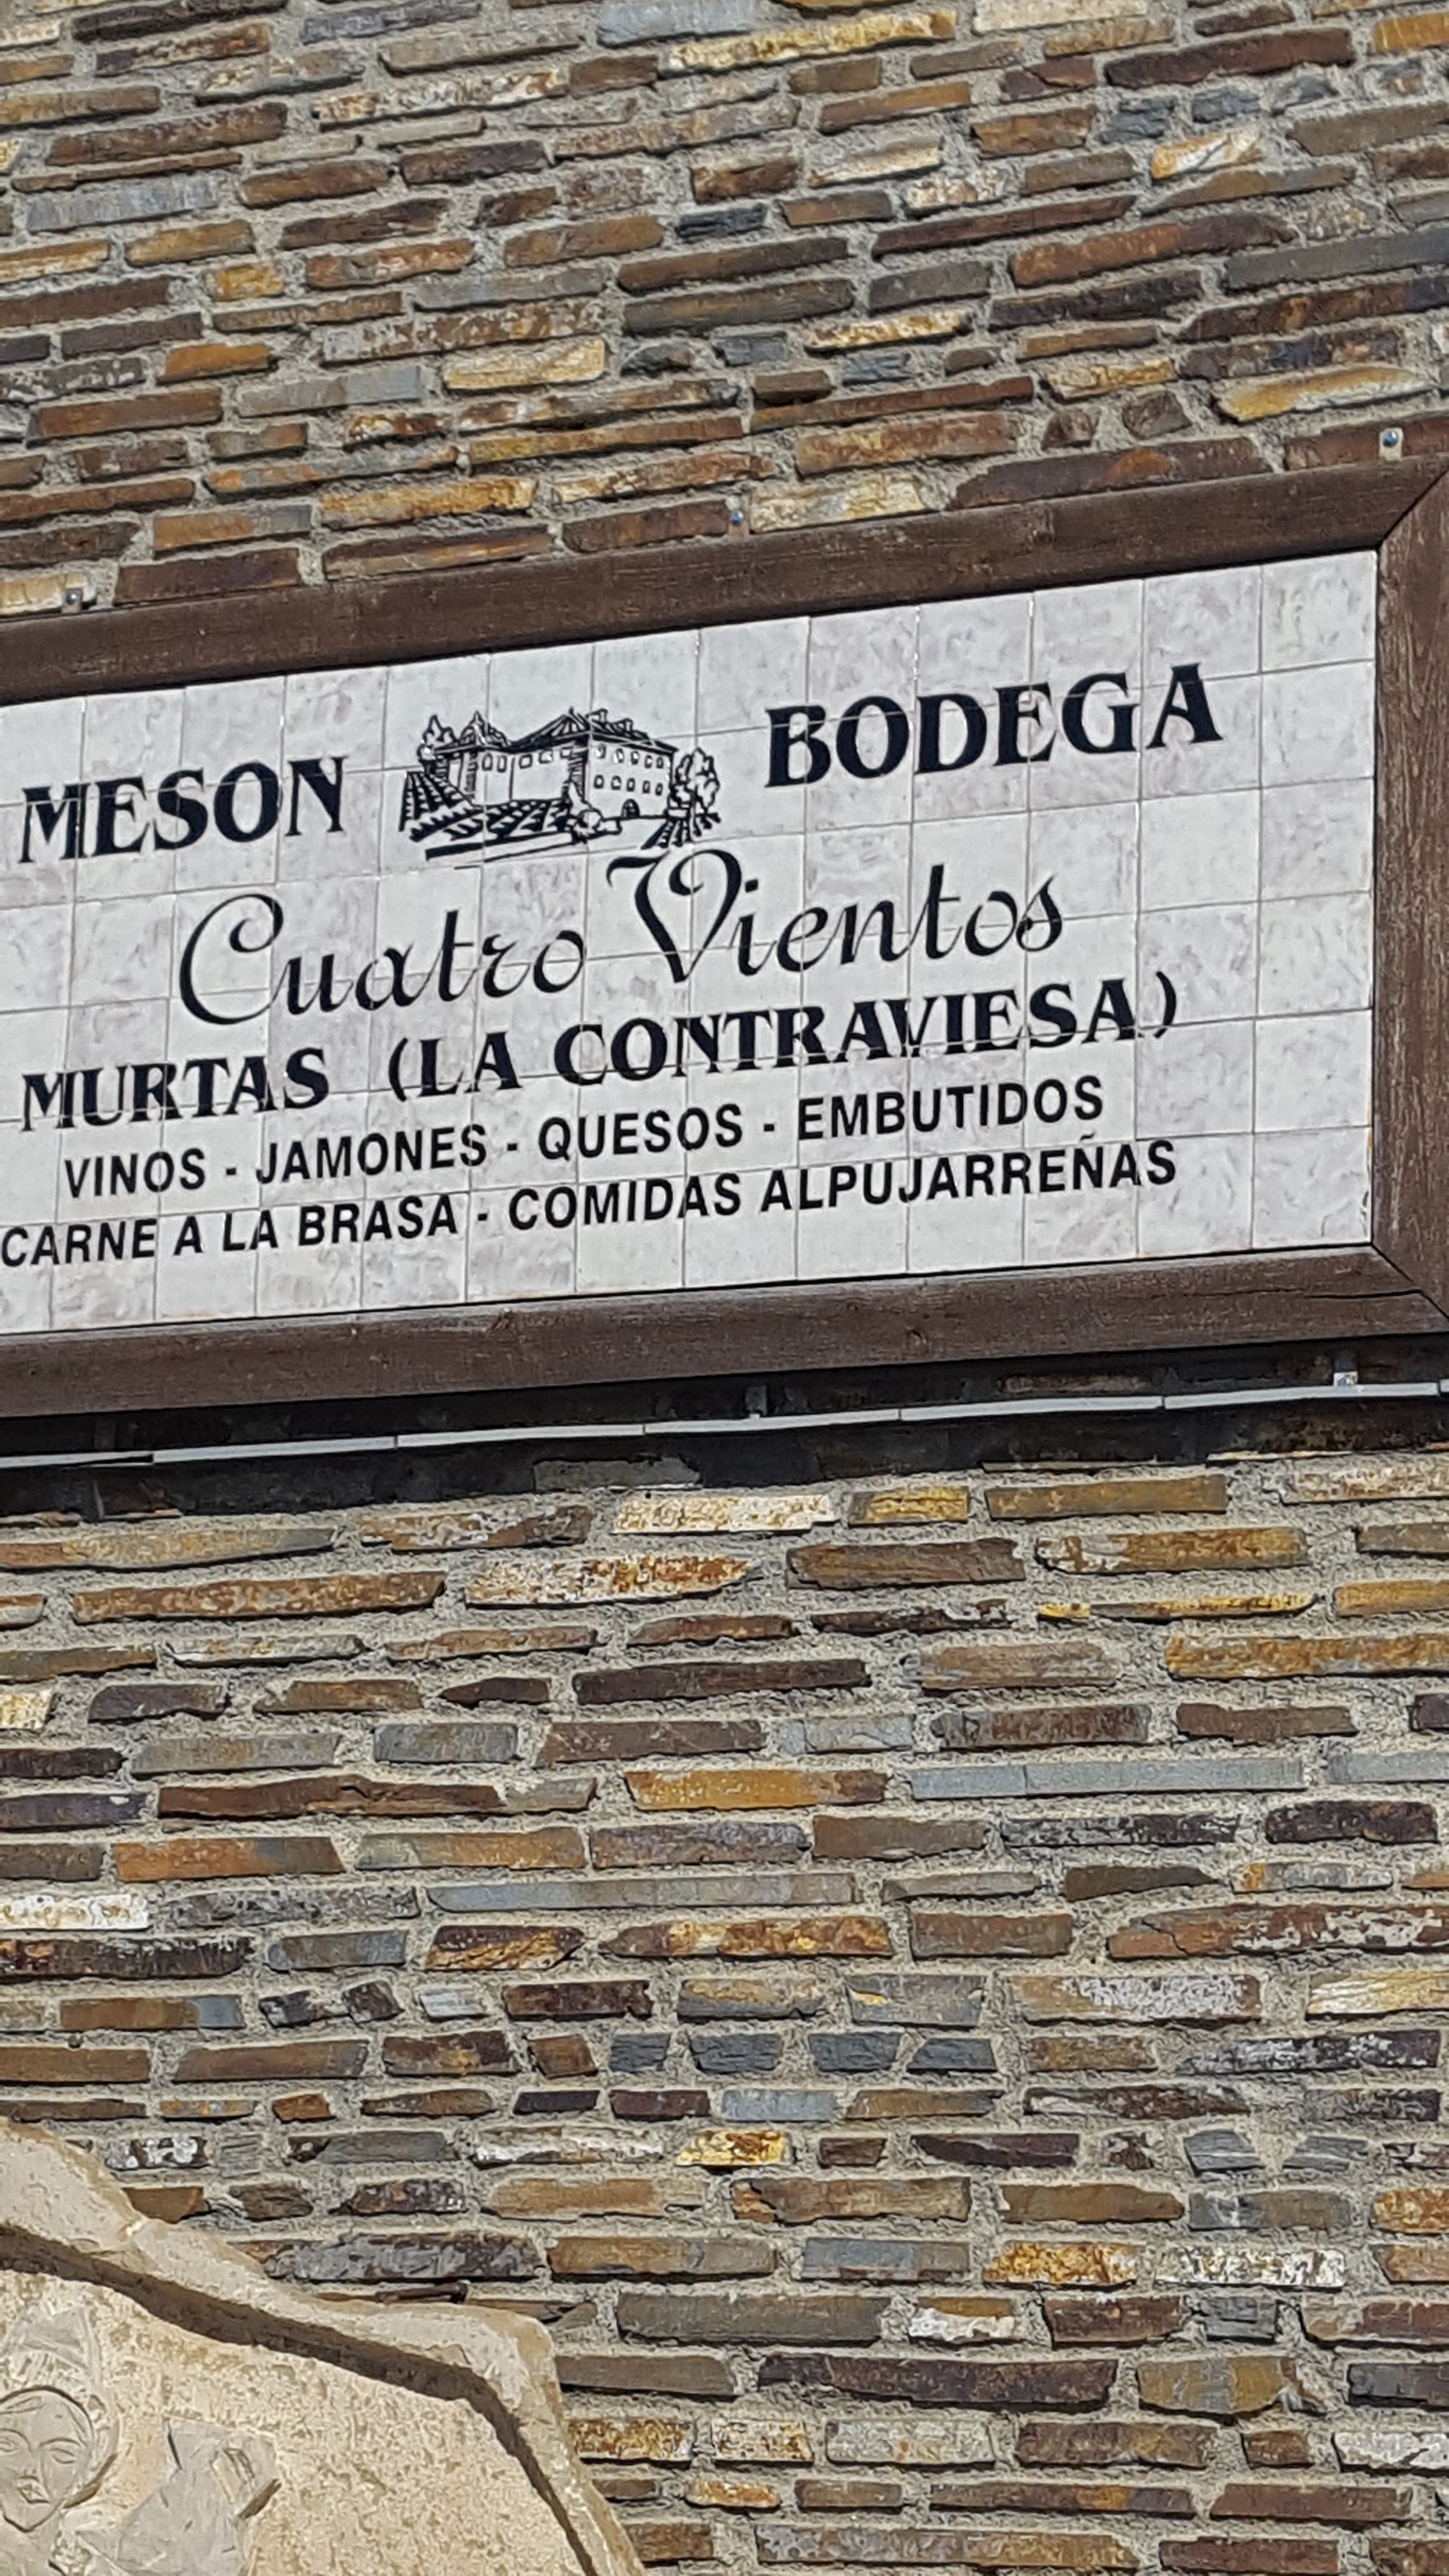 MESON BODEGA
Cuatro Vientos
MURTAS (LA CONTRAVIESA)
VINOS - JAMONES - QUESOS - EMBUTIDOS
CARNE A LA BRASA - COMIDAS ALPUJARREÑAS